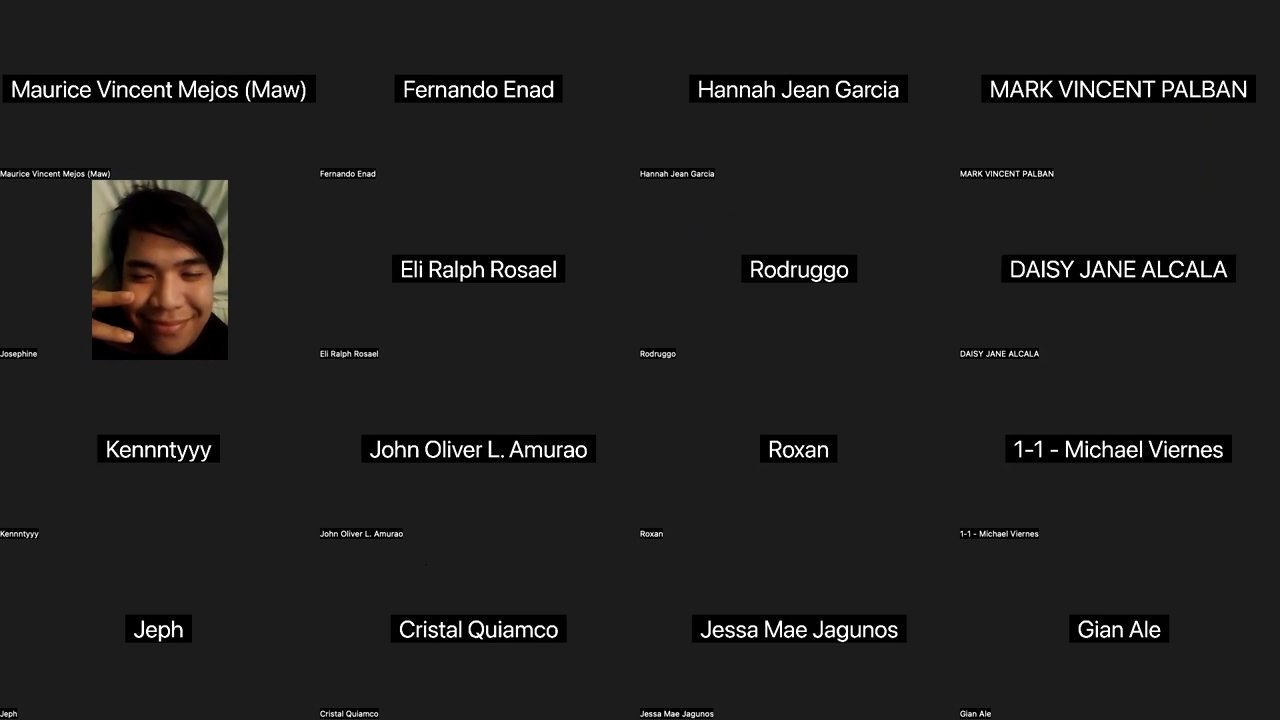 Maurice Vincent Mejos (Maw)
Fernando Enad
Hannah Jean Garcia
MARK VINCENT PALBAN
Maurice Vincent Mejos (Maw)
Fernando Enad
Hannah Jean Garcia
MARK VINCENT PALBAN
Eli Ralph Rosael
Rodruggo
DAISY JANE ALCALA
Josephine
Eli Ralph Rosael
Rodruggo
DAISY JANE ALCALA
Kennntyyy
John Oliver L. Amurao
Roxan
1-1 - Michael Viernes
Kennntyyy
John Oliver L. Amurao
Roxan
1-1 - Michael Viernes
Jeph
Cristal Quiamco
Jessa Mae Jagunos
Gian Ale
Jeph
Cristal Quiamco
Jessa Mae Jagunos
Gian Ale